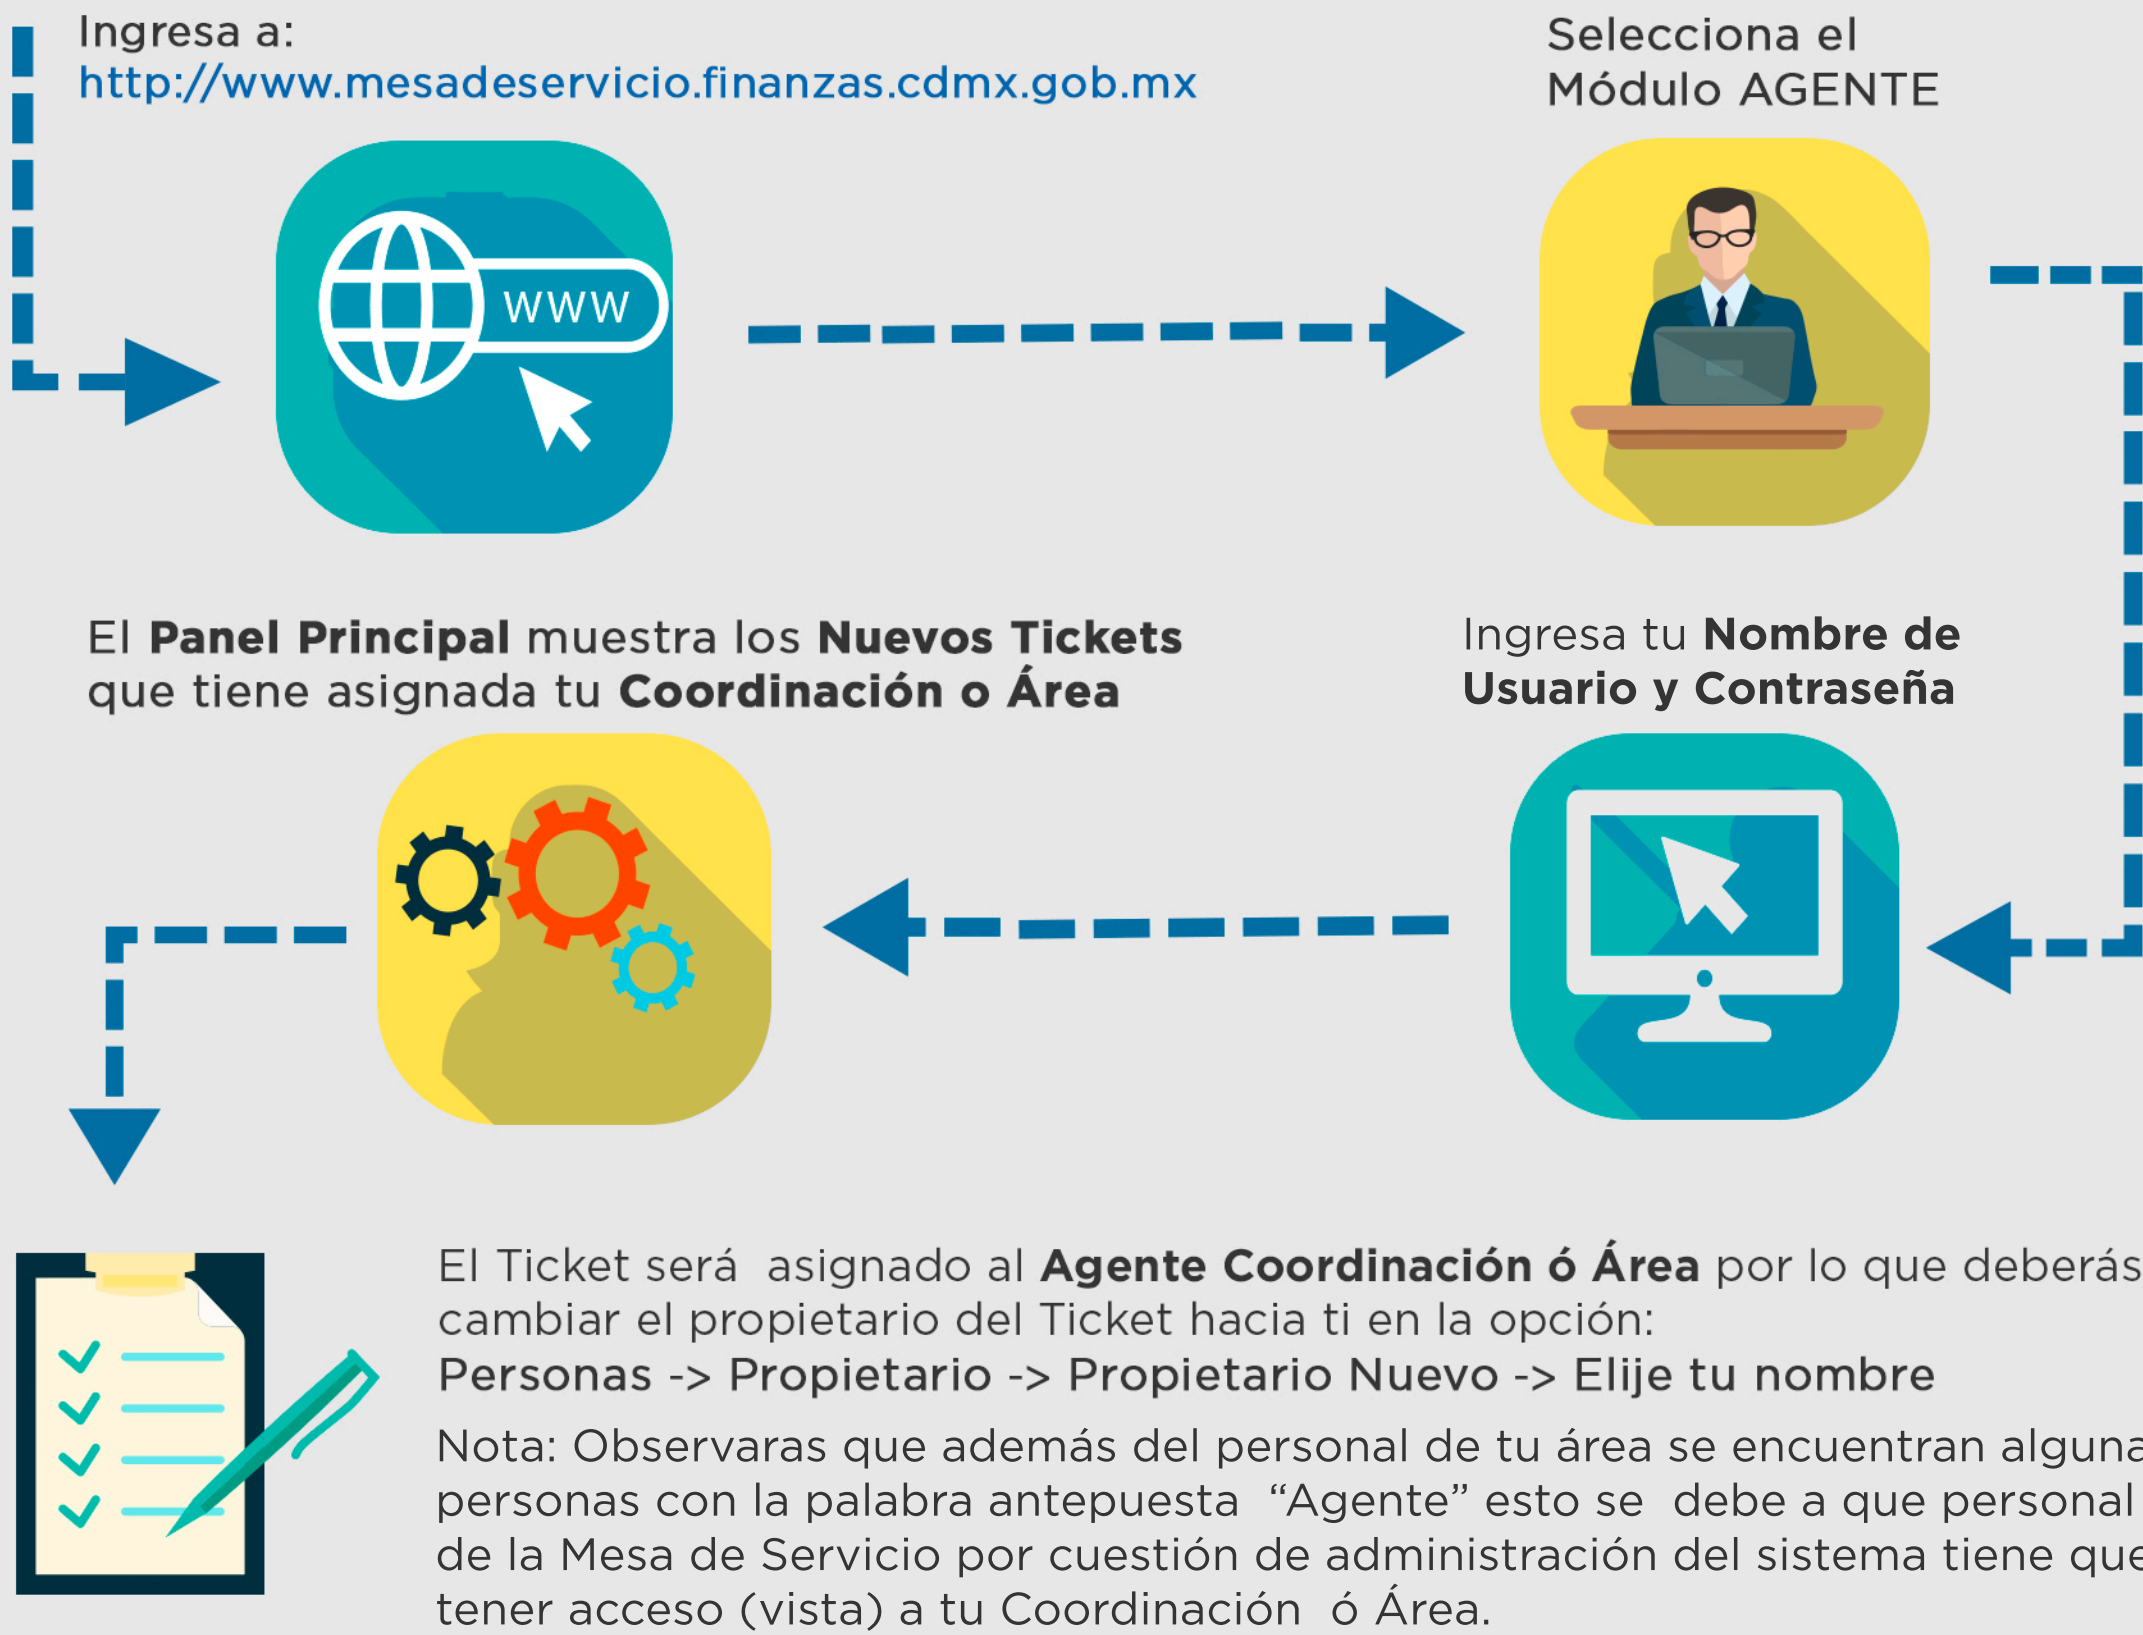 Ingresa a:
http://www.mesadeservicio.finanzas.cdmx.gob.mx
Selecciona el
Módulo AGENTE
WWW
Ingresa tu Nombre de
Usuario y Contraseña
El Panel Principal muestra los Nuevos Tickets
que tiene asignada tu Coordinación o Área
El Ticket será asignado al Agente Coordinación ó Área por lo que deberás
cambiar el propietario del Ticket hacia ti en la opción:
Personas -> Propietario -> Propietario Nuevo -> Elije tu nombre
Nota: Observaras que además del personal de tu área se encuentran alguna
personas con la palabra antepuesta “Agente” esto se debe a que personal
de la Mesa de Servicio por cuestión de administración del sistema tiene que
tener acceso (vista) a tu Coordinación ó Área.